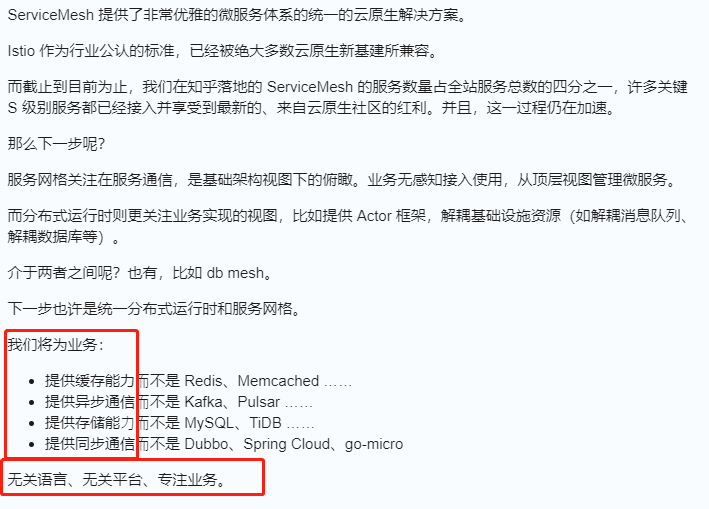 ServiceMesh 提供了非常优雅的微服务体系的统一的云原生解决方案。
Istio 作为行业公认的标准，已经被绝大多数云原生新基建所兼容。
而截止到目前为止，我们在知乎落地的 ServiceMesh 的服务数量占全站服务总数的四分之一，许多关键
S 级别服务都已经接入并享受到最新的、来自云原生社区的红利。并且，这一过程仍在加速。
那么下一步呢？
服务网格关注在服务通信，是基础架构视图下的俯瞰。业务无感知接入使用，从顶层视图管理微服务。
而分布式运行时则更关注业务实现的视图，比如提供 Actor 框架，解耦基础设施资源（如解耦消息队列、
解耦数据库等）。
介于两者之间呢？也有，比如 db mesh。
下一步也许是统一分布式运行时和服务网格。
我们将为业务：
• 提供缓存能力而不是 Redis、Memcached ……
• 提供异步通信而不是 Kafka、Pulsar ……
• 提供存储能力而不是 MySQL、TiDB ……
• 提供同步通信而不是 Dubbo、Spring Cloud、go-micro
无关语言、无关平台、专注业务。